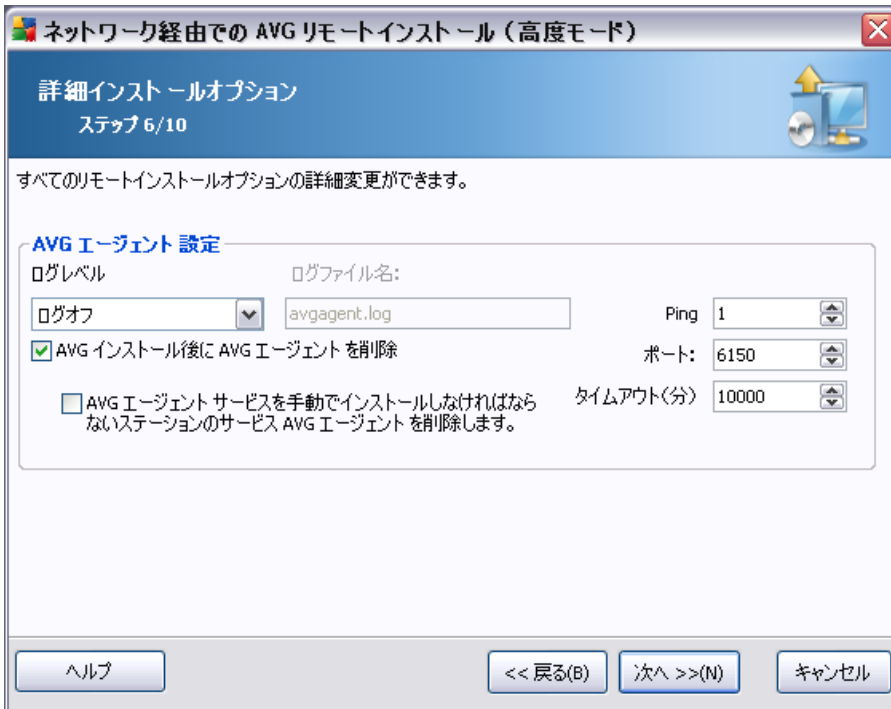 ネットワーク経由での AVG リモートインストール（高度モード）
詳細インストールオプション
ステップ 6/10
すべてのリモートインストールオプションの詳細変更ができます。
AVG エージェント 設定
ログレベル
ログファイル名:
ログオフ
avgagent.log
Ping
1
AVG インストール後に AVG エージェント を削除
ポート:
6150
AVG エージェント サービスを手動でインストールしなければなら
ないステーションのサービス AVG エージェント を削除します。
タイムアウト(分)
10000
ヘルプ
<< 戻る(B)
次へ >>(N)
キャンセル